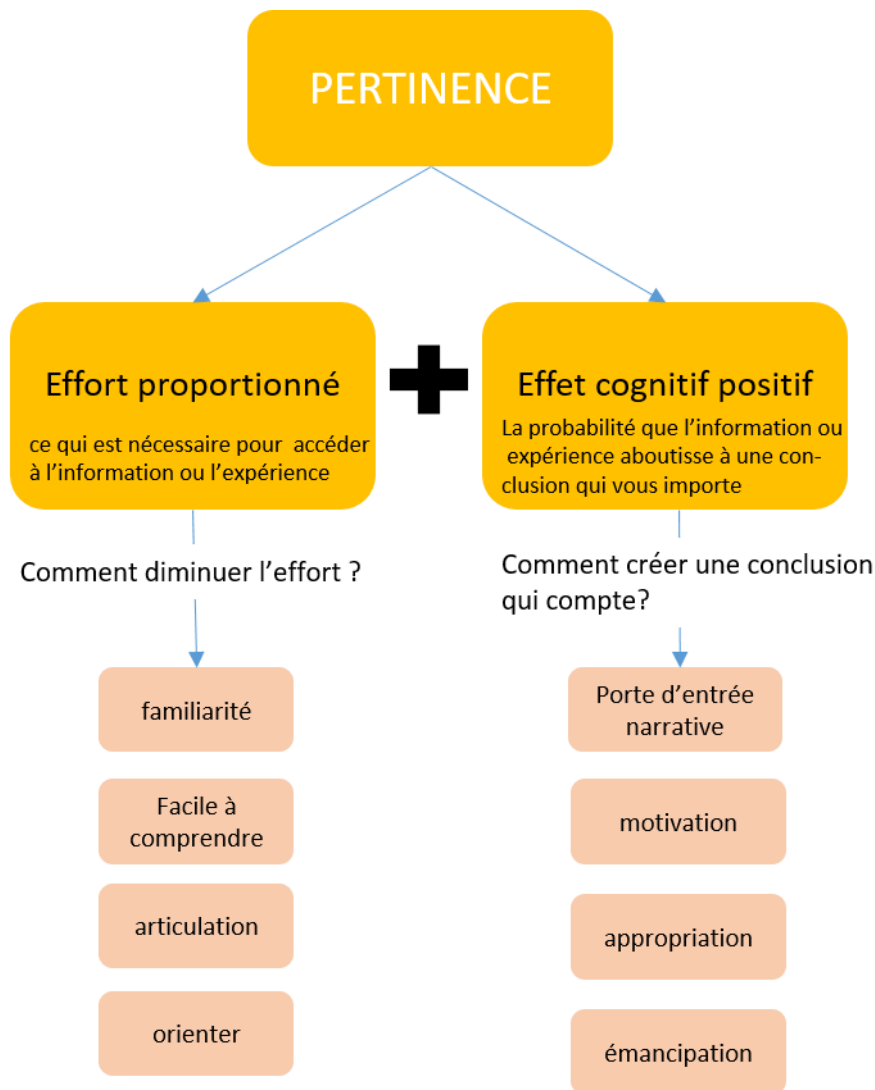 PERTINENCE
Effort proportionné
ce qui est nécessaire pour accéder
à l’information ou l’expérience
Effet cognitif positif
La probabilité que l’information ou
expérience aboutisse à une con-
clusion qui vous importe
Comment diminuer l’effort ?
Comment créer une conclusion
qui compte?
familiarité
Facile à
comprendre
articulation
orienter
Porte d’entrée
narrative
motivation
appropriation
émancipation